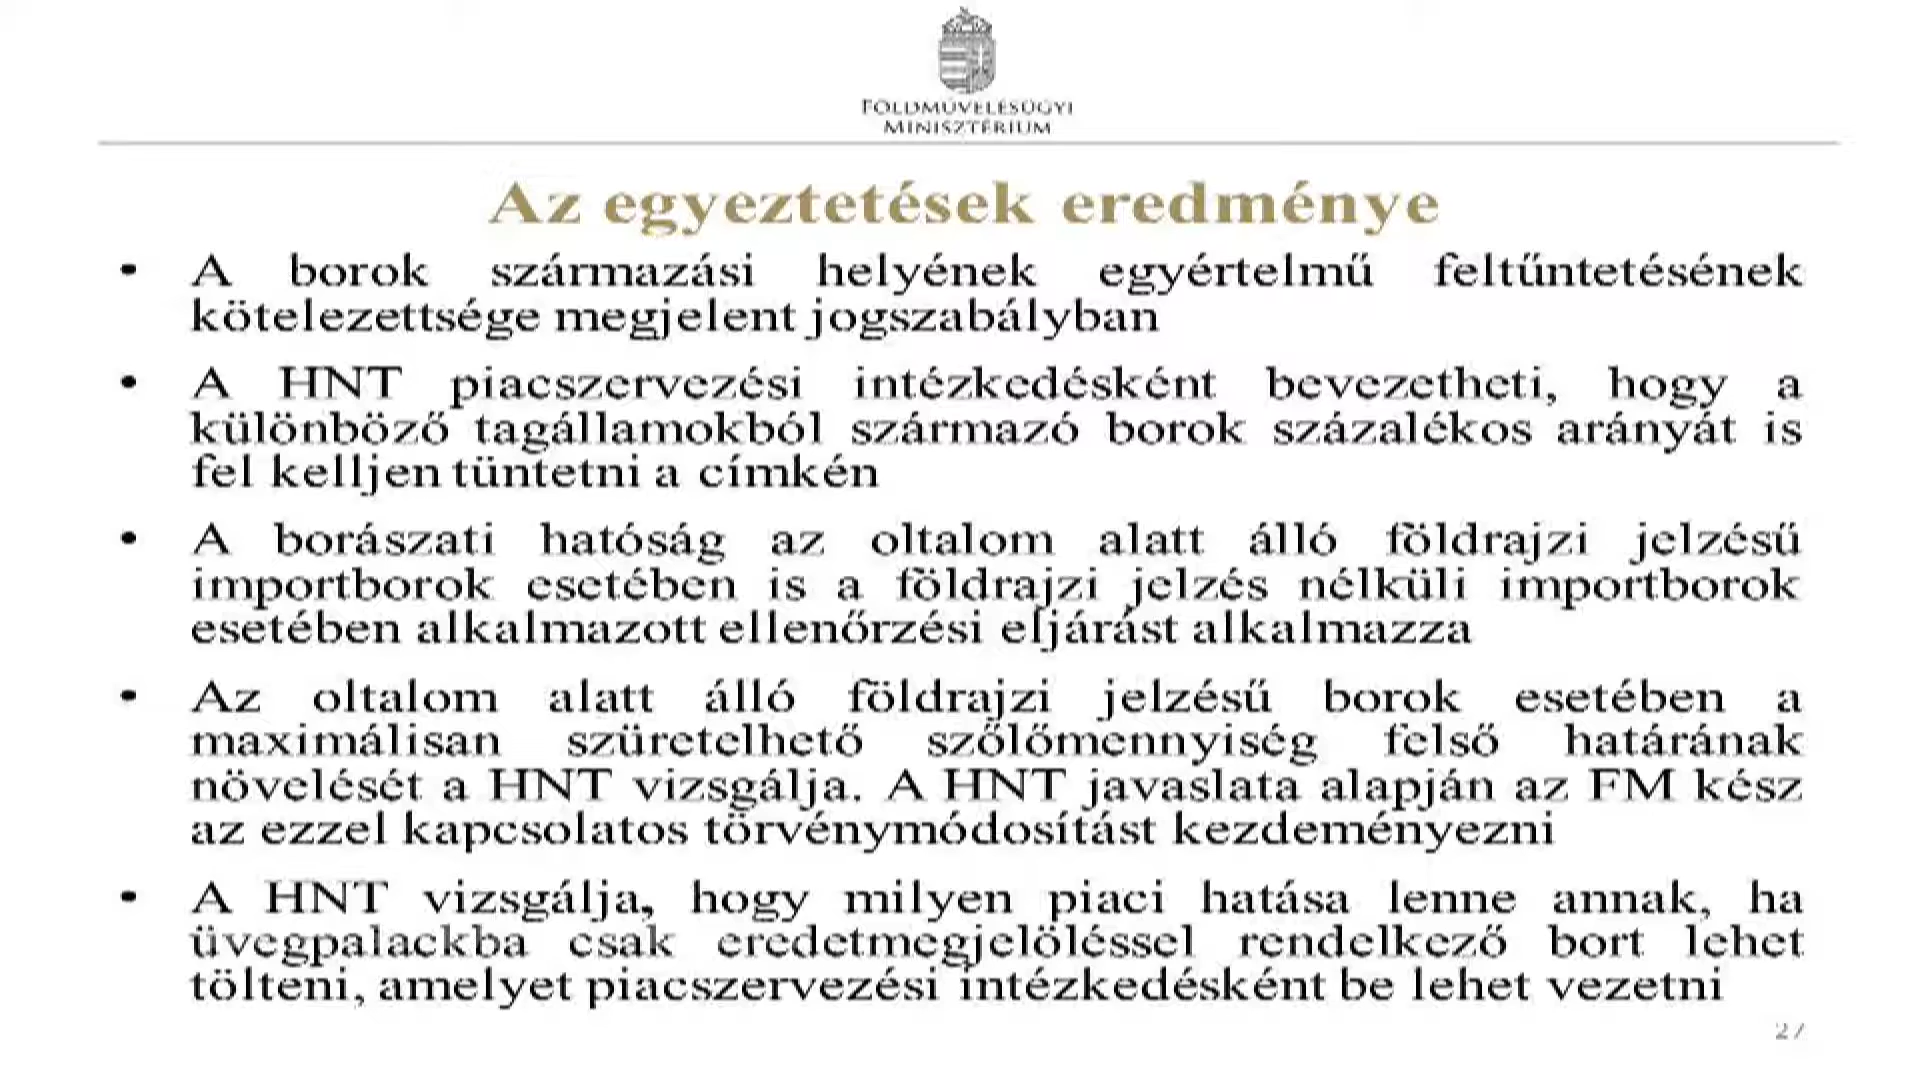 FÖLDMŰVELÉSÜGYI
MINISZTÉRIUM
Az egyeztetések eredménye
• A borok származási helyének egyértelmű feltűntetésének
kötelezettsége megjelent jogszabályban
• A HNT piacszervezési intézkedésként bevezetheti, hogy a
különböző tagállamokból származó borok százalékos arányát is
fel kelljen tüntetni a címkén
• A borászati hatóság az oltalom alatt álló földrajzi jelzésű
importborok esetében is a földrajzi jelzés nélküli importborok
esetében alkalmazott ellenőrzési eljárást alkalmazza
• Az oltalom alatt álló földrajzi jelzésű borok esetében a
maximálisan szüretelhető szőlőmennyiség felső határának
növelését a HNT vizsgálja. A HNT javaslata alapján az FM kész
az ezzel kapcsolatos törvénymódosítást kezdeményezni
• A HNT vizsgálja, hogy milyen piaci hatása lenne annak, ha
üvegpalackba csak eredetmegjelöléssel rendelkező bort lehet
tölteni, amelyet piacszervezési intézkedésként be lehet vezetni
27